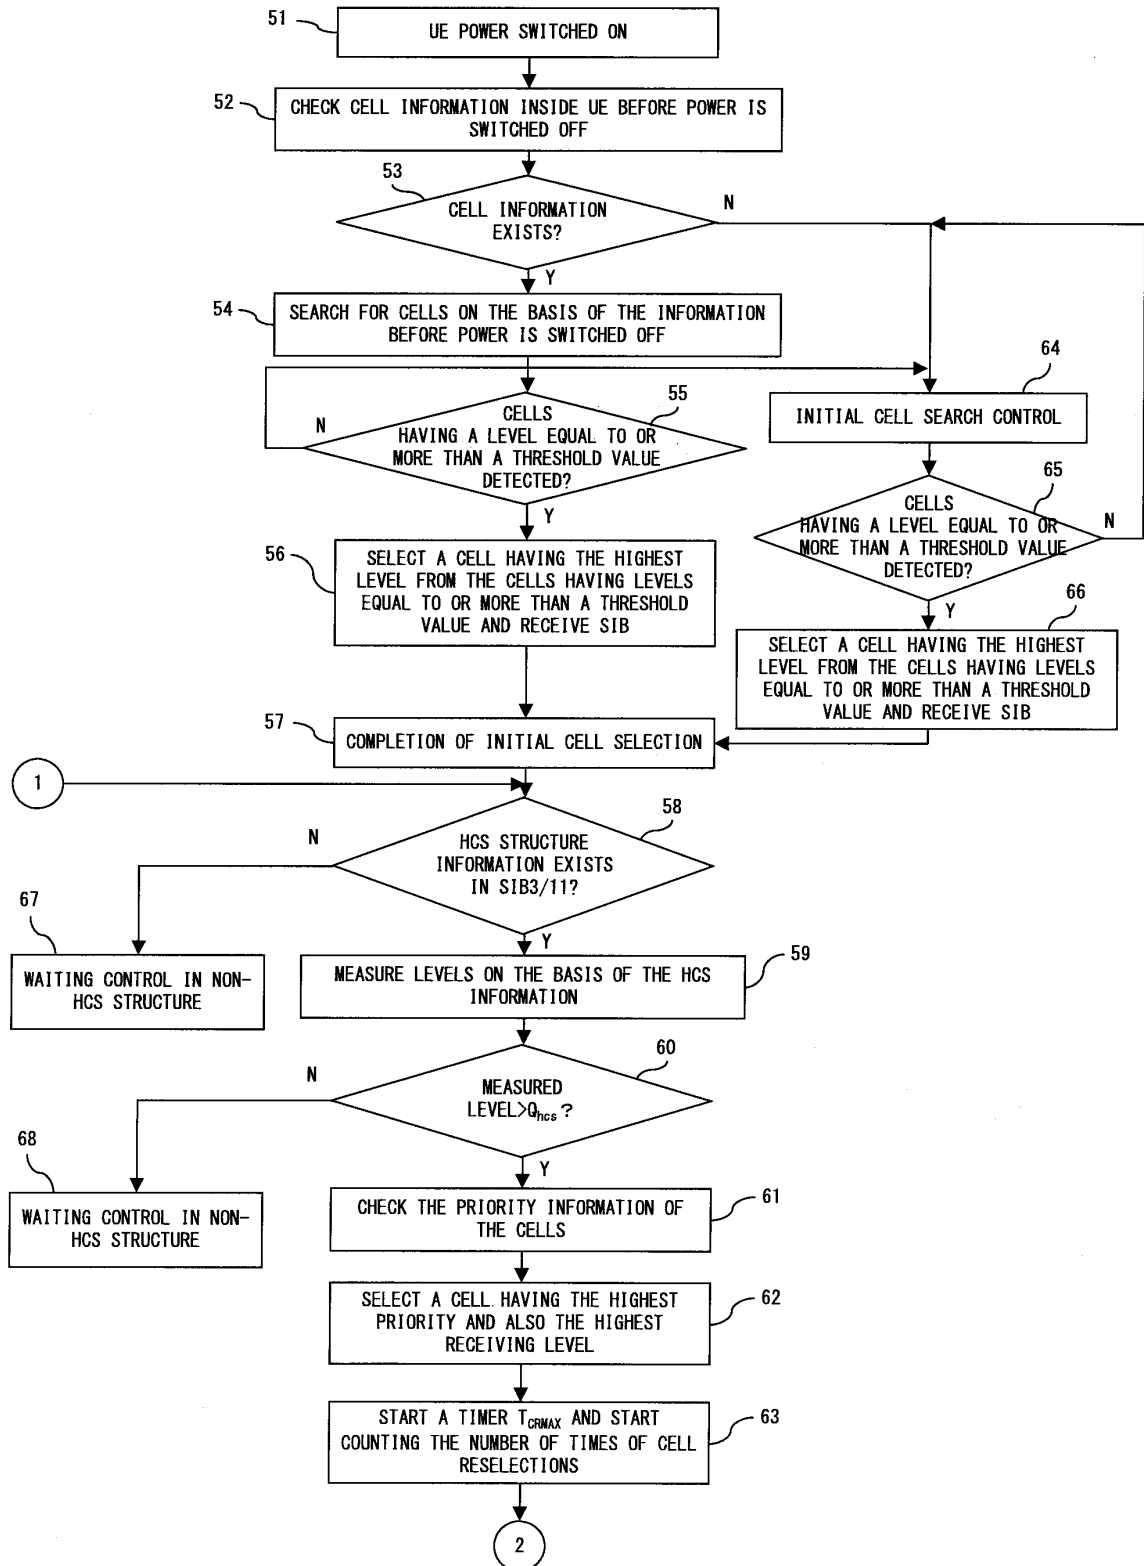 51
UE POWER SWITCHED ON
52
CHECK CELL INFORMATION INSIDE UE BEFORE POWER IS
SWITCHED OFF
53
CELL INFORMATION
EXISTS?
N
Y
54
SEARCH FOR CELLS ON THE BASIS OF THE INFORMATION
BEFORE POWER IS SWITCHED OFF
55
CELLS
HAVING A LEVEL EQUAL TO OR
MORE THAN A THRESHOLD VALUE
DETECTED?
N
Y
64
INITIAL CELL SEARCH CONTROL
65
CELLS
HAVING A LEVEL EQUAL TO OR
MORE THAN A THRESHOLD VALUE
DETECTED?
N
Y
56
SELECT A CELL HAVING THE HIGHEST
LEVEL FROM THE CELLS HAVING LEVELS
EQUAL TO OR MORE THAN A THRESHOLD
VALUE AND RECEIVE SIB
66
SELECT A CELL HAVING THE HIGHEST
LEVEL FROM THE CELLS HAVING LEVELS
EQUAL TO OR MORE THAN A THRESHOLD
VALUE AND RECEIVE SIB
57
COMPLETION OF INITIAL CELL SELECTION
1
58
HCS STRUCTURE
INFORMATION EXISTS
IN SIB3/11?
N
Y
67
WAITING CONTROL IN NON-
HCS STRUCTURE
59
MEASURE LEVELS ON THE BASIS OF THE HCS
INFORMATION
60
MEASURED
LEVEL>Qhcs?
N
Y
68
WAITING CONTROL IN NON-
HCS STRUCTURE
61
CHECK THE PRIORITY INFORMATION OF
THE CELLS
62
SELECT A CELL HAVING THE HIGHEST
PRIORITY AND ALSO THE HIGHEST
RECEIVING LEVEL
63
START A TIMER TCRMAX AND START
COUNTING THE NUMBER OF TIMES OF CELL
RESELECTIONS
2